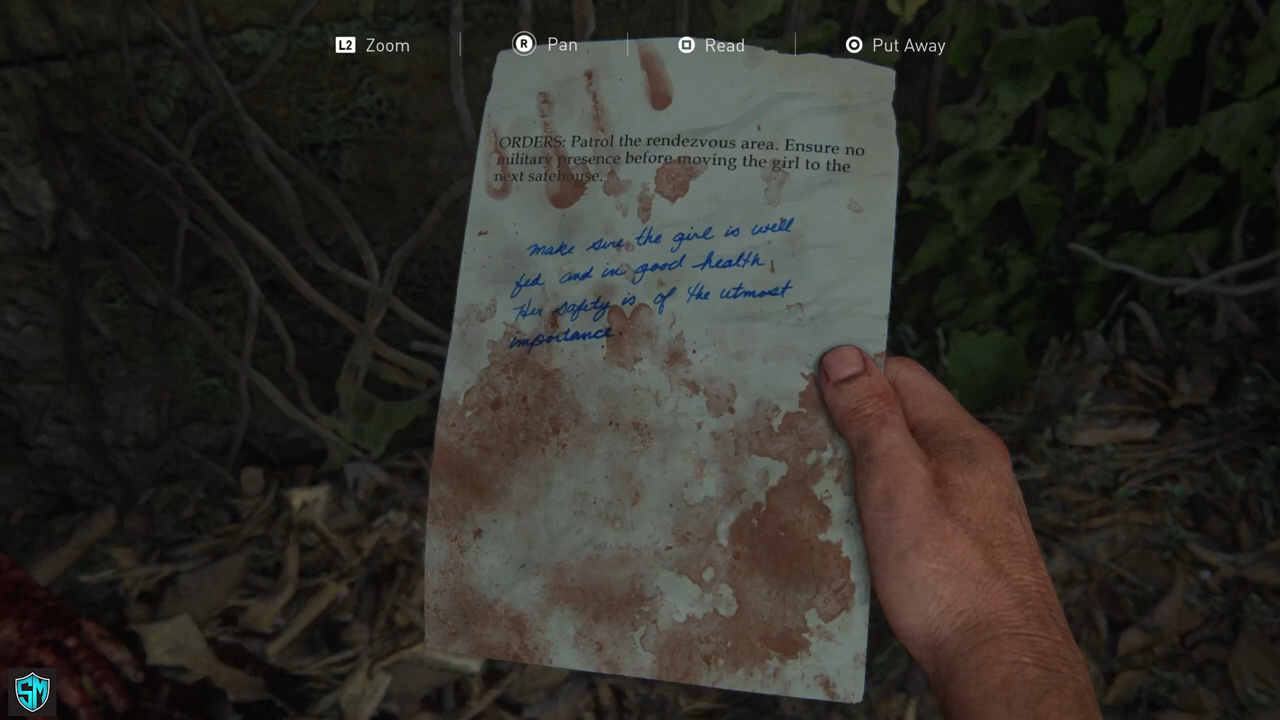 L2 Zoom R Pan Read Put Away
ORDERS: Patrol the rendezvous area. Ensure no
military presence before moving the girl to the
next safehouse.
make sure the girl is well
fed and in good health.
Her safety is of the utmost
importance.
SM